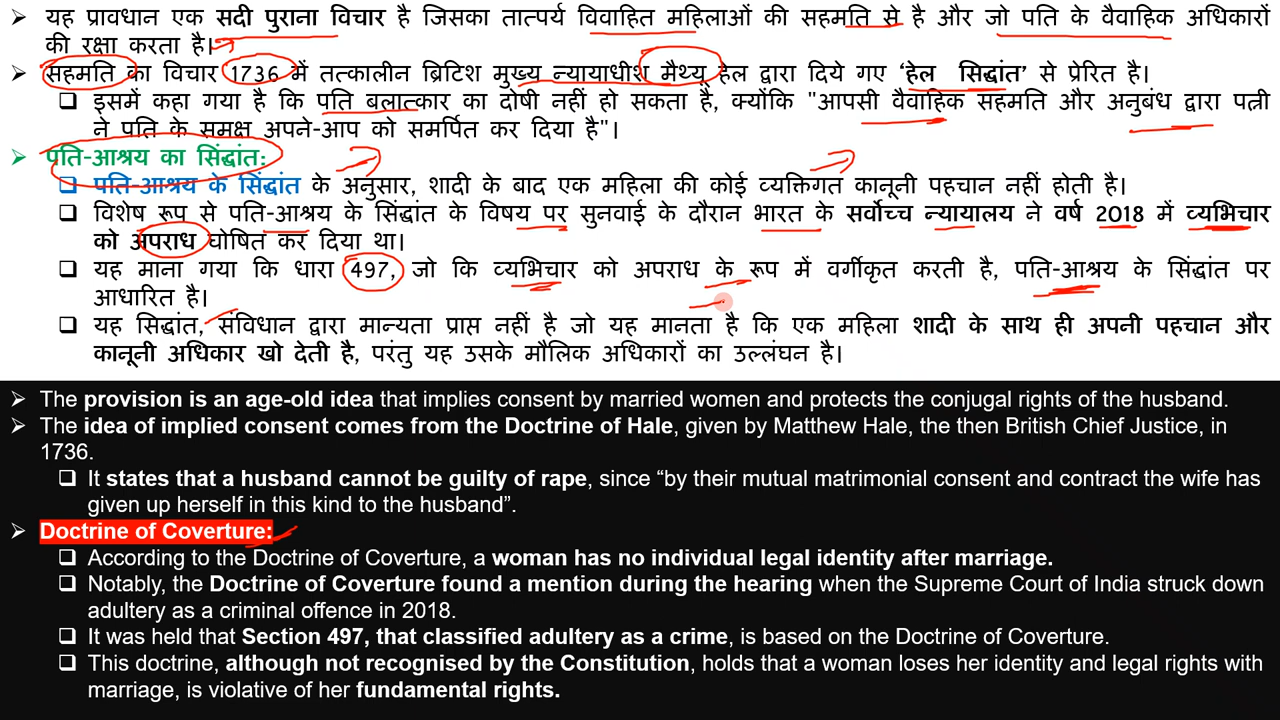 ➤ यह प्रावधान एक सदी पुराना विचार है जिसका तात्पर्य विवाहित महिलाओं की सहमति से है और जो पति के वैवाहिक अधिकारों
की रक्षा करता है।
➤ सहमति का विचार 1736 में तत्कालीन ब्रिटिश मुख्य न्यायाधीश मैथ्यू हेल द्वारा दिये गए ‘हेल सिद्धांत’ से प्रेरित है।
❑ इसमें कहा गया है कि पति बलात्कार का दोषी नहीं हो सकता है, क्योंकि "आपसी वैवाहिक सहमति और अनुबंध द्वारा पत्नी
ने पति के समक्ष अपने-आप को समर्पित कर दिया है"।
➤ पति-आश्रय का सिंद्धांत:
❑ पति-आश्रय के सिंद्धांत के अनुसार, शादी के बाद एक महिला की कोई व्यक्तिगत कानूनी पहचान नहीं होती है।
❑ विशेष रूप से पति-आश्रय के सिंद्धांत के विषय पर सुनवाई के दौरान भारत के सर्वोच्च न्यायालय ने वर्ष 2018 में व्यभिचार
को अपराध घोषित कर दिया था।
❑ यह माना गया कि धारा 497, जो कि व्यभिचार को अपराध के रूप में वर्गीकृत करती है, पति-आश्रय के सिंद्धांत पर
आधारित है।
❑ यह सिद्धांत, संविधान द्वारा मान्यता प्राप्त नहीं है जो यह मानता है कि एक महिला शादी के साथ ही अपनी पहचान और
कानूनी अधिकार खो देती है, परंतु यह उसके मौलिक अधिकारों का उल्लंघन है।
➤ The provision is an age-old idea that implies consent by married women and protects the conjugal rights of the husband.
➤ The idea of implied consent comes from the Doctrine of Hale, given by Matthew Hale, the then British Chief Justice, in
1736.
❑ It states that a husband cannot be guilty of rape, since “by their mutual matrimonial consent and contract the wife has
given up herself in this kind to the husband”.
➤ Doctrine of Coverture:
❑ According to the Doctrine of Coverture, a woman has no individual legal identity after marriage.
❑ Notably, the Doctrine of Coverture found a mention during the hearing when the Supreme Court of India struck down
adultery as a criminal offence in 2018.
❑ It was held that Section 497, that classified adultery as a crime, is based on the Doctrine of Coverture.
❑ This doctrine, although not recognised by the Constitution, holds that a woman loses her identity and legal rights with
marriage, is violative of her fundamental rights.